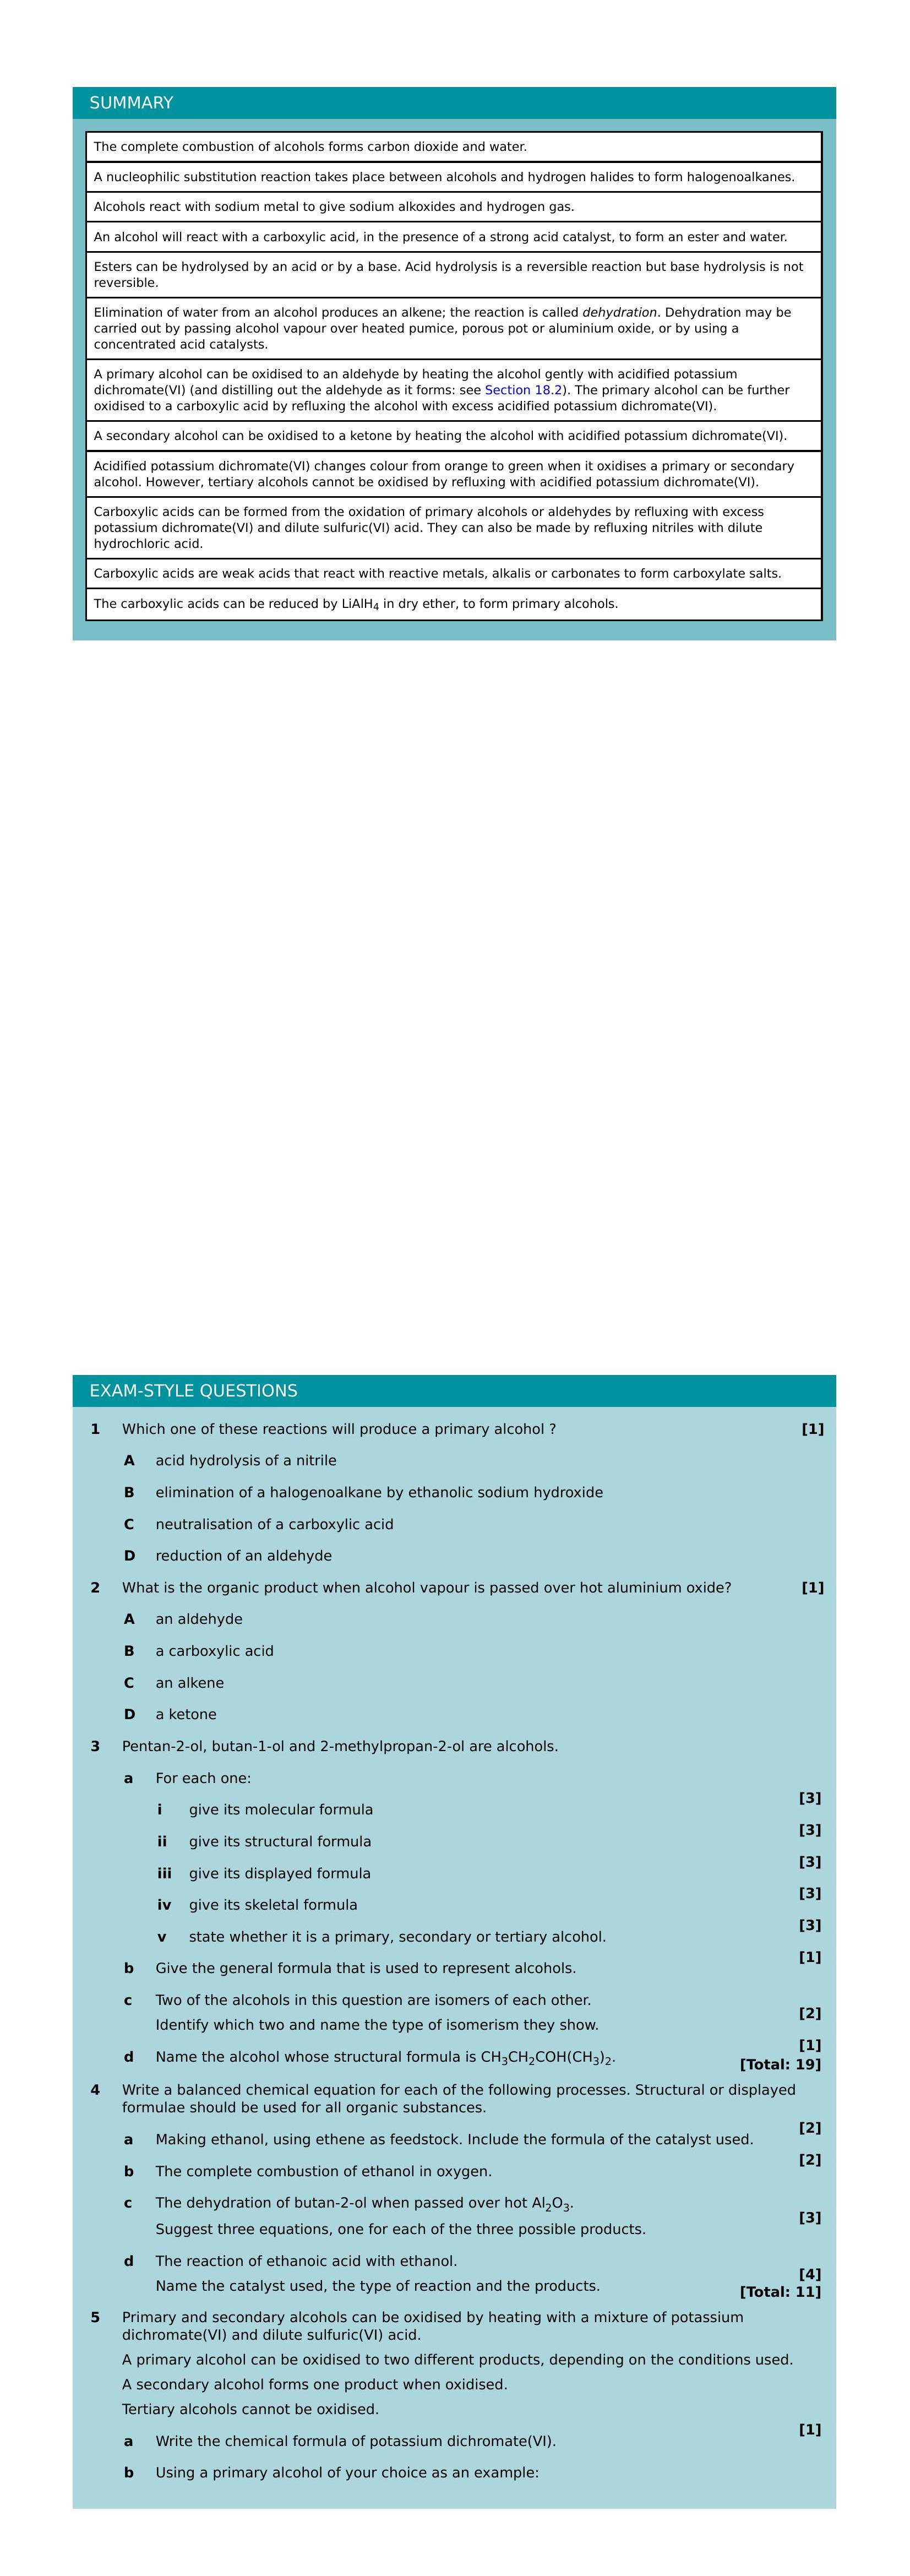 SUMMARY
The complete combustion of alcohols forms carbon dioxide and water.
A nucleophilic substitution reaction takes place between alcohols and hydrogen halides to form halogenoalkanes.
Alcohols react with sodium metal to give sodium alkoxides and hydrogen gas.
An alcohol will react with a carboxylic acid, in the presence of a strong acid catalyst, to form an ester and water.
Esters can be hydrolysed by an acid or by a base. Acid hydrolysis is a reversible reaction but base hydrolysis is not
reversible.
Elimination of water from an alcohol produces an alkene; the reaction is called dehydration. Dehydration may be
carried out by passing alcohol vapour over heated pumice, porous pot or aluminium oxide, or by using a
concentrated acid catalysts.
A primary alcohol can be oxidised to an aldehyde by heating the alcohol gently with acidified potassium
dichromate(VI) (and distilling out the aldehyde as it forms: see Section 18.2). The primary alcohol can be further
oxidised to a carboxylic acid by refluxing the alcohol with excess acidified potassium dichromate(VI).
A secondary alcohol can be oxidised to a ketone by heating the alcohol with acidified potassium dichromate(VI).
Acidified potassium dichromate(VI) changes colour from orange to green when it oxidises a primary or secondary
alcohol. However, tertiary alcohols cannot be oxidised by refluxing with acidified potassium dichromate(VI).
Carboxylic acids can be formed from the oxidation of primary alcohols or aldehydes by refluxing with excess
potassium dichromate(VI) and dilute sulfuric(VI) acid. They can also be made by refluxing nitriles with dilute
hydrochloric acid.
Carboxylic acids are weak acids that react with reactive metals, alkalis or carbonates to form carboxylate salts.
The carboxylic acids can be reduced by LiAlH₄ in dry ether, to form primary alcohols.
EXAM-STYLE QUESTIONS
1 Which one of these reactions will produce a primary alcohol ? [1]
A acid hydrolysis of a nitrile
B elimination of a halogenoalkane by ethanolic sodium hydroxide
C neutralisation of a carboxylic acid
D reduction of an aldehyde
2 What is the organic product when alcohol vapour is passed over hot aluminium oxide? [1]
A an aldehyde
B a carboxylic acid
C an alkene
D a ketone
3 Pentan-2-ol, butan-1-ol and 2-methylpropan-2-ol are alcohols.
a For each one:
i give its molecular formula [3]
ii give its structural formula [3]
iii give its displayed formula [3]
iv give its skeletal formula [3]
v state whether it is a primary, secondary or tertiary alcohol. [3]
b Give the general formula that is used to represent alcohols. [1]
c Two of the alcohols in this question are isomers of each other.
Identify which two and name the type of isomerism they show. [2]
d Name the alcohol whose structural formula is CH₃CH₂COH(CH₃)₂. [1]
[Total: 19]
4 Write a balanced chemical equation for each of the following processes. Structural or displayed
formulae should be used for all organic substances.
a Making ethanol, using ethene as feedstock. Include the formula of the catalyst used. [2]
b The complete combustion of ethanol in oxygen. [2]
c The dehydration of butan-2-ol when passed over hot Al₂O₃.
Suggest three equations, one for each of the three possible products. [3]
d The reaction of ethanoic acid with ethanol.
Name the catalyst used, the type of reaction and the products. [4]
[Total: 11]
5 Primary and secondary alcohols can be oxidised by heating with a mixture of potassium
dichromate(VI) and dilute sulfuric(VI) acid.
A primary alcohol can be oxidised to two different products, depending on the conditions used.
A secondary alcohol forms one product when oxidised.
Tertiary alcohols cannot be oxidised.
a Write the chemical formula of potassium dichromate(VI). [1]
b Using a primary alcohol of your choice as an example: